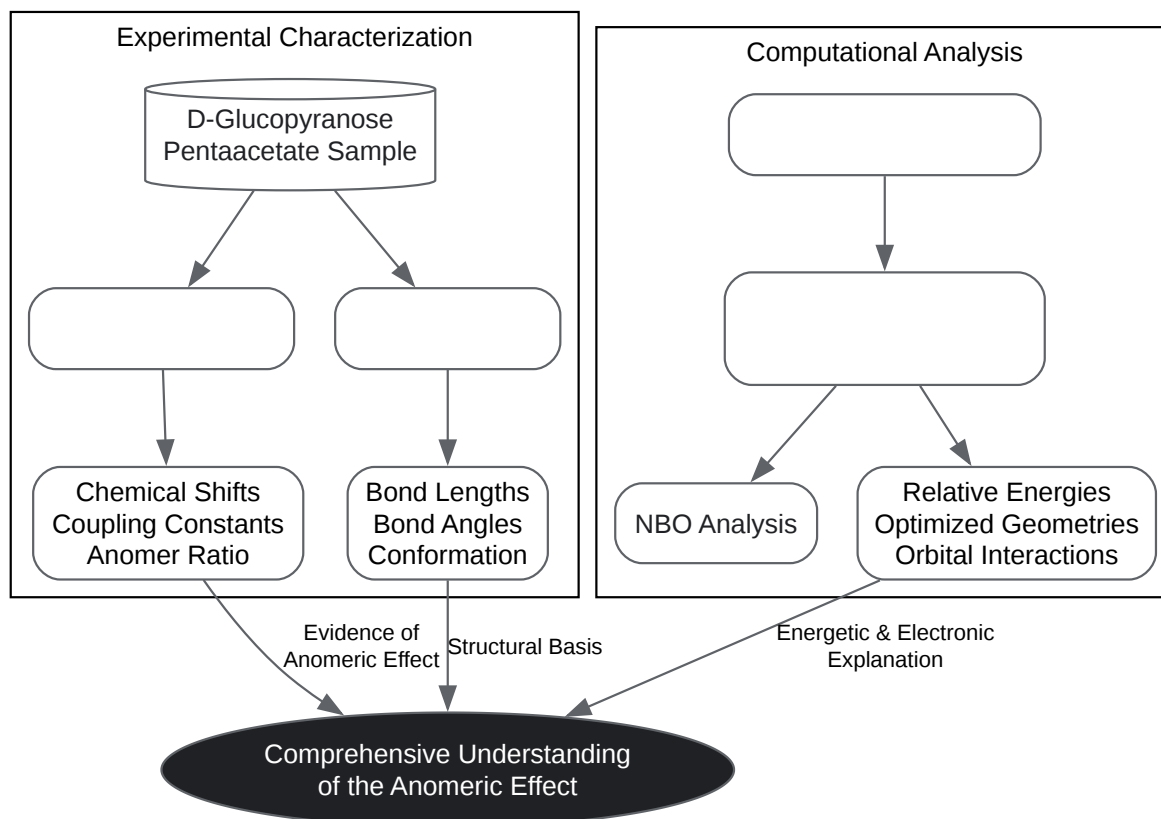 Experimental Characterization
D-Glucopyranose
Pentaacetate Sample
Chemical Shifts
Coupling Constants
Anomer Ratio
Bond Lengths
Bond Angles
Conformation
Computational Analysis
NBO Analysis
Relative Energies
Optimized Geometries
Orbital Interactions
Evidence of
Anomeric Effect
Structural Basis
Energetic & Electronic
Explanation
Comprehensive Understanding
of the Anomeric Effect